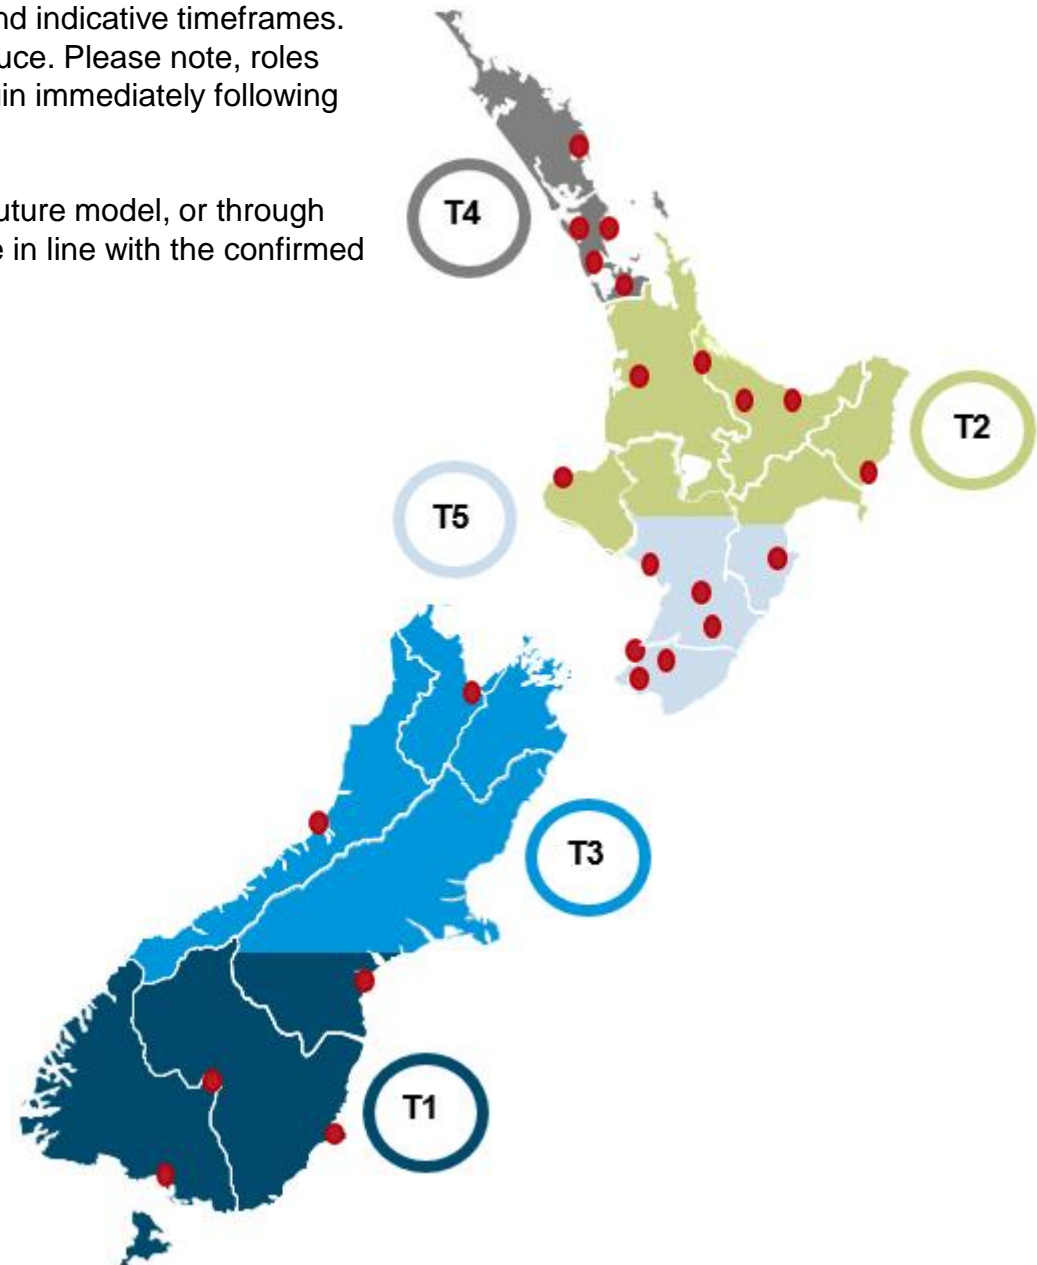 nd indicative timeframes.
uce. Please note, roles
in immediately following
uture model, or through
e in line with the confirmed
T4
T2
T5
T3
T1